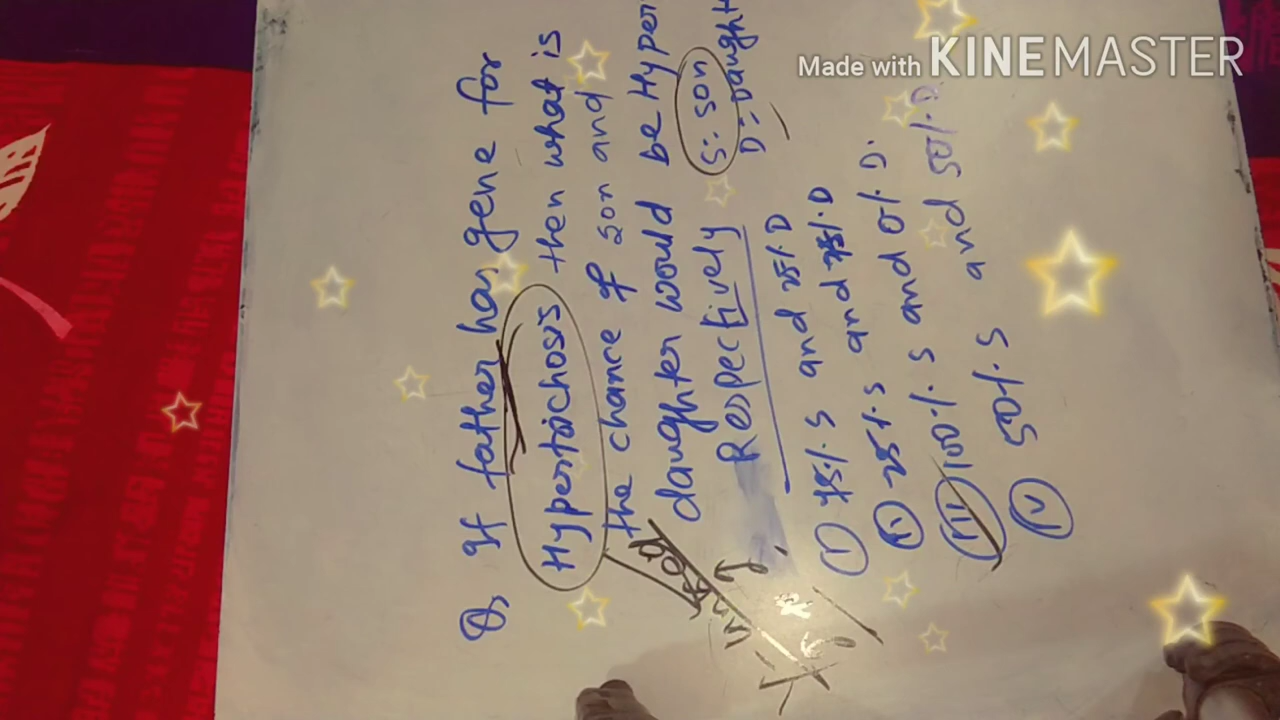 Made with KINEMASTER
Q, If father has gene for
Hypertrichosis then what is
the chance of son and
daughter would be Hyper
Respectively
S:- Son
D = Daught
I 75% S and 25% D
II 25% S and 75% D
III 100% S and 0% D.
IV 50% S and 50% D.